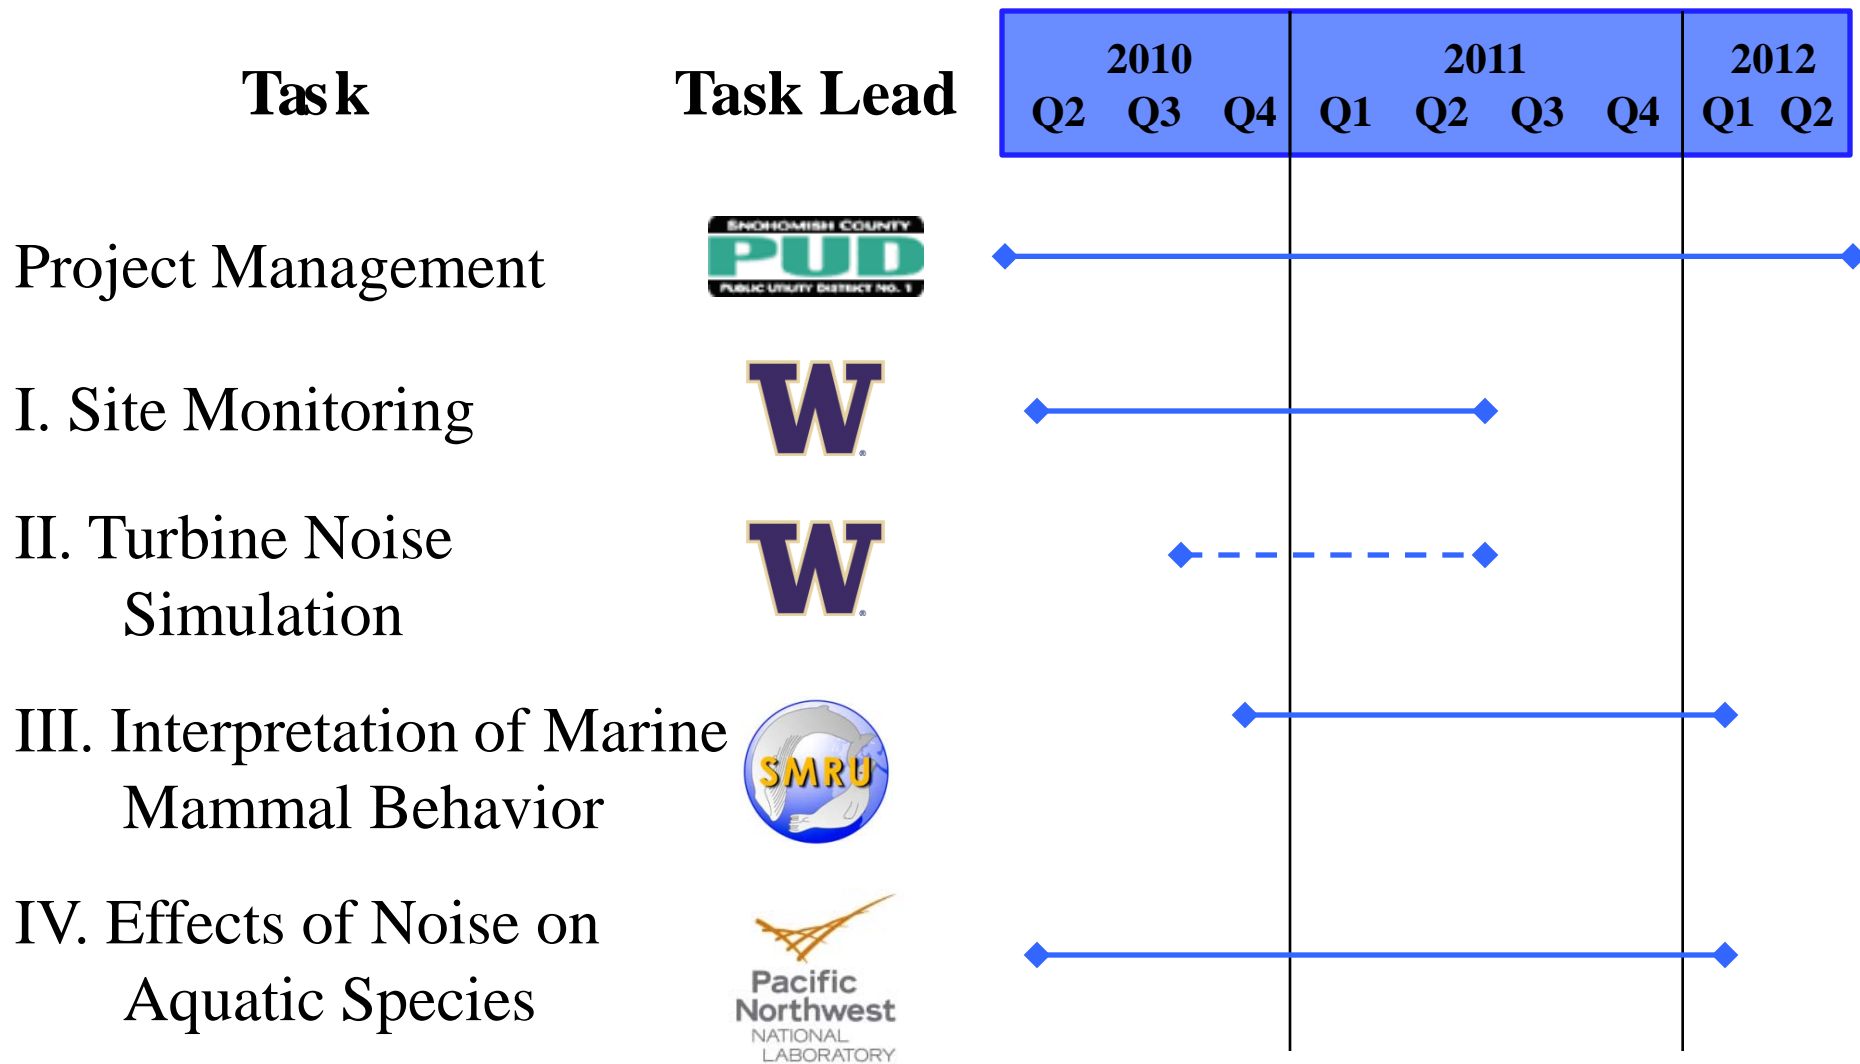 Task
Task Lead
2010
2011
2012
Q2 Q3 Q4 Q1 Q2 Q3 Q4 Q1 Q2
Project Management
SNOHOMISH COUNTY
PUD
PUBLIC UTILITY DISTRICT NO. 1
I. Site Monitoring
W
II. Turbine Noise
Simulation
W
III. Interpretation of Marine
Mammal Behavior
SMRU
IV. Effects of Noise on
Aquatic Species
Pacific
Northwest
NATIONAL
LABORATORY